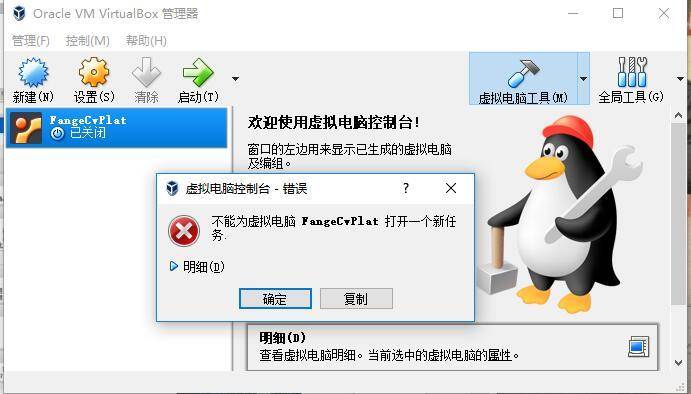 Oracle VM VirtualBox 管理器
管理(F) 控制(M) 帮助(H)
新建(N) 设置(S) 清除 启动(T) 虚拟电脑工具(M) 全局工具(G)
FangeCvPlat
已关闭
欢迎使用虚拟电脑控制台!
窗口的左边用来显示已生成的虚拟电脑
及编组。
虚拟电脑控制台 - 错误
?
不能为虚拟电脑 FangeCvPlat 打开一个新任
务.
明细(D)
确定 复制
明细(D)
查看虚拟电脑明细。当前选中的虚拟电脑的属性。